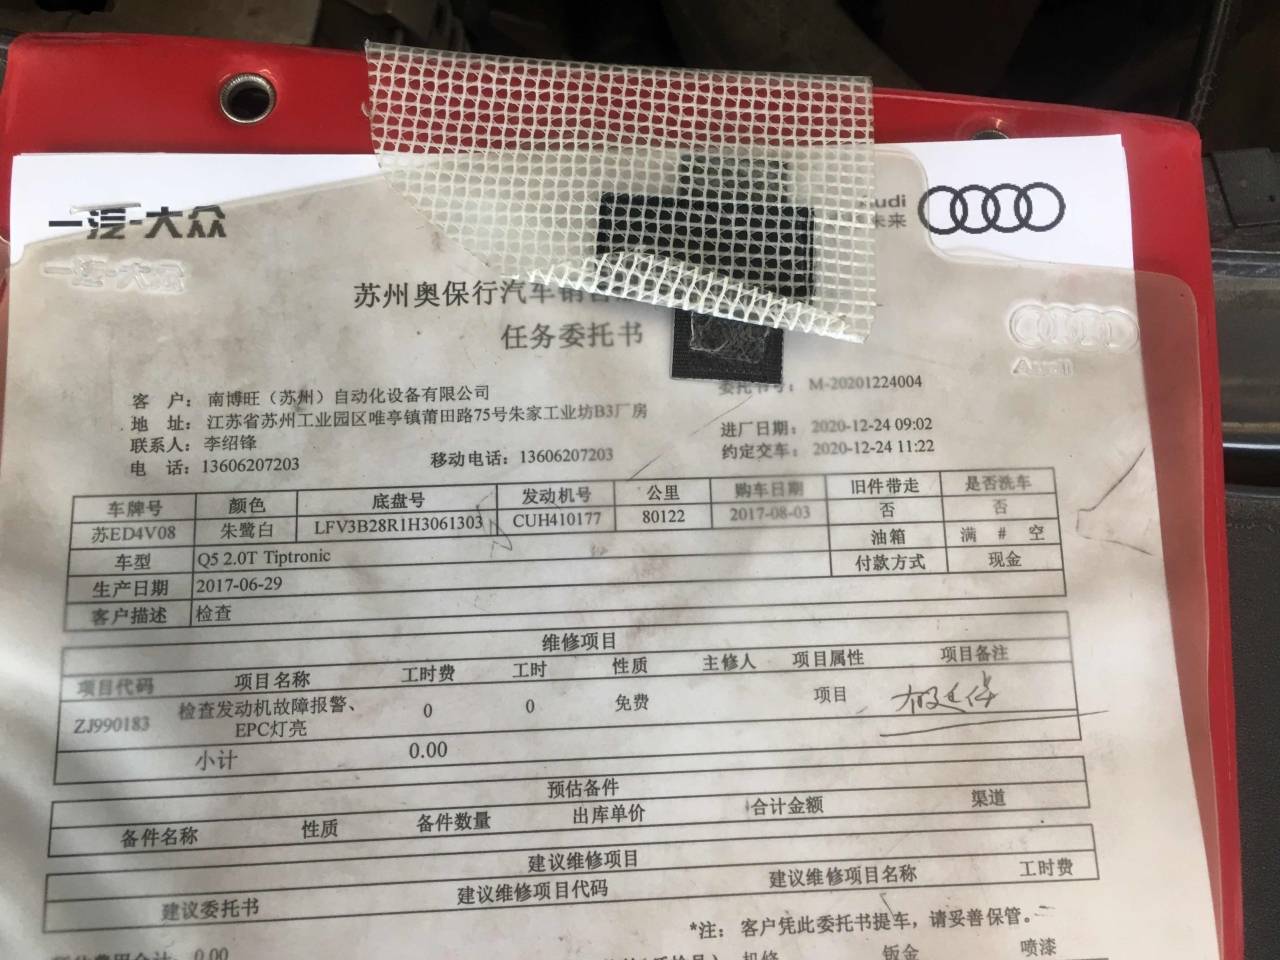 一汽-大众
udi
未来
一汽-大众
Audi
苏州奥保行汽车销售
任务委托书
委托书号: M-20201224004
客 户: 南博旺（苏州）自动化设备有限公司
地 址: 江苏省苏州工业园区唯亭镇莆田路75号朱家工业坊B3厂房
进厂日期: 2020-12-24 09:02
联系人: 李绍锋
约定交车: 2020-12-24 11:22
电 话: 13606207203 移动电话: 13606207203
车牌号 颜色 底盘号 发动机号 公里 购车日期 旧件带走 是否洗车
苏ED4V08 朱鹭白 LFV3B28R1H3061303 CUH410177 80122 2017-08-03 否 否
车型 Q5 2.0T Tiptronic 油箱 满 # 空
生产日期 2017-06-29 付款方式 现金
客户描述 检查
维修项目
项目代码 项目名称 工时费 工时 性质 主修人 项目属性 项目备注
ZJ990183 检查发动机故障报警、 0 0 免费 项目
EPC灯亮
小计 0.00
预估备件
备件名称 性质 备件数量 出库单价 合计金额 渠道
建议维修项目
建议委托书 建议维修项目代码 建议维修项目名称 工时费
*注: 客户凭此委托书提车，请妥善保管。
0.00 机修 钣金 喷漆